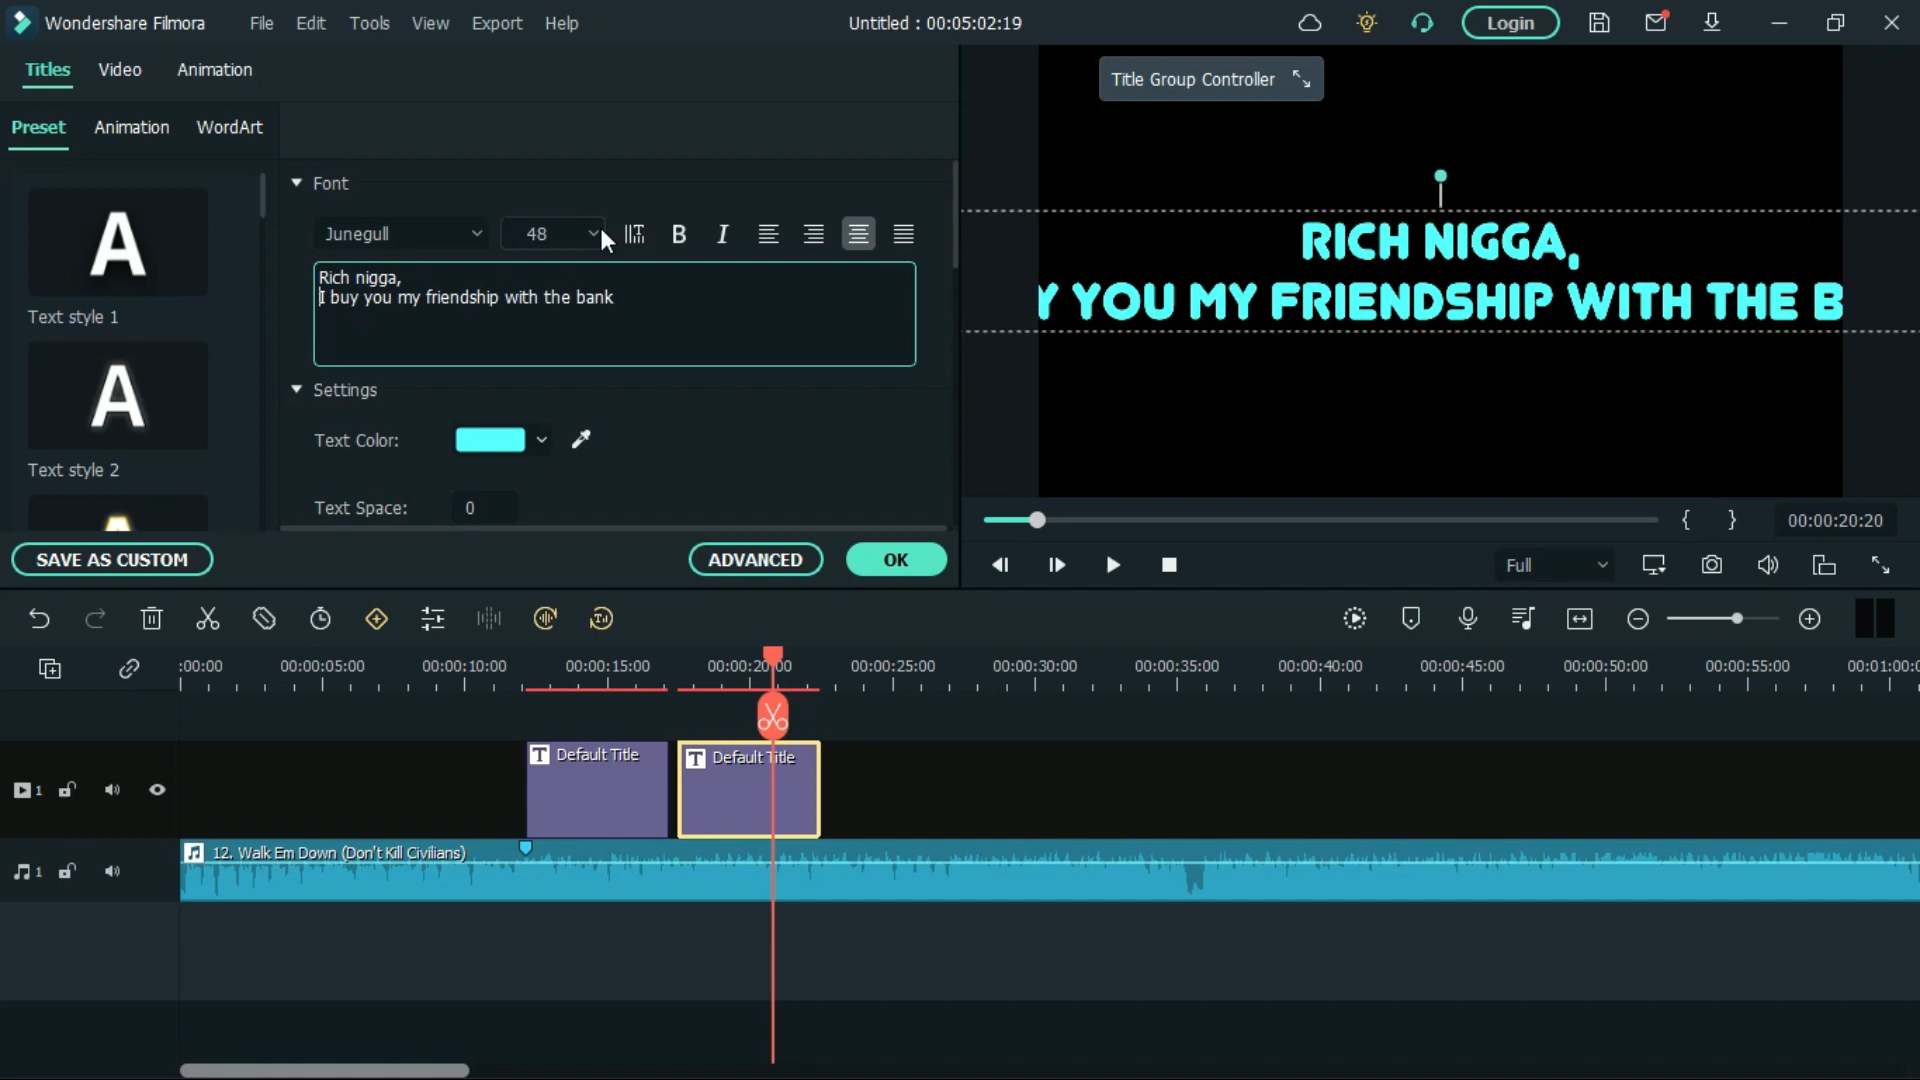 Wondershare Filmora File Edit Tools View Export Help Untitled : 00:05:02:19 Login
Titles Video Animation
Title Group Controller
Preset Animation WordArt
Font
Junegull 48 B I
Rich nigga,
I buy you my friendship with the bank
RICH NIGGA,
Y YOU MY FRIENDSHIP WITH THE B
A
Text style 1
A
Text style 2
Settings
Text Color:
Text Space: 0
{ } 00:00:20:20
SAVE AS CUSTOM ADVANCED OK
Full
:00:00 00:00:05:00 00:00:10:00 00:00:15:00 00:00:20:00 00:00:25:00 00:00:30:00 00:00:35:00 00:00:40:00 00:00:45:00 00:00:50:00 00:00:55:00 00:01:00:0
T Default Title T Default Title
1
12. Walk Em Down (Don't Kill Civilians)
1